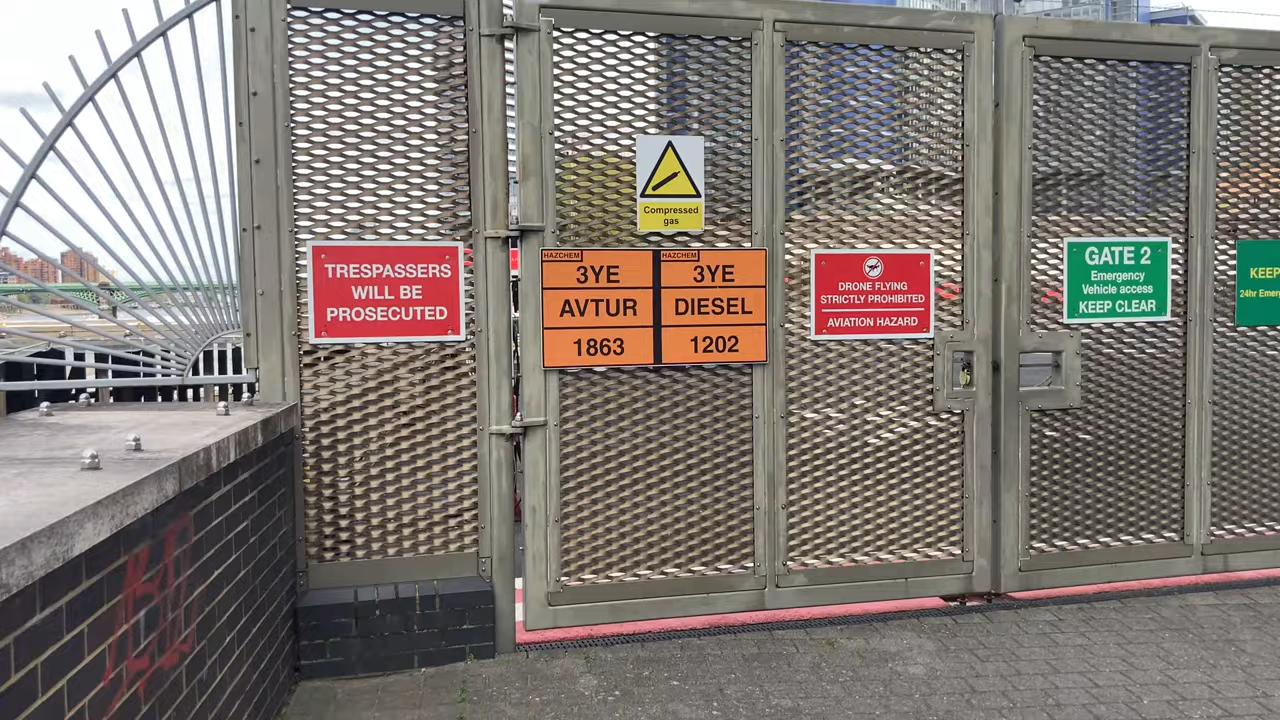 Compressed
gas
TRESPASSERS
WILL BE
PROSECUTED
HAZCHEM
3YE
AVTUR
1863
HAZCHEM
3YE
DIESEL
1202
DRONE FLYING
STRICTLY PROHIBITED
AVIATION HAZARD
GATE 2
Emergency
Vehicle access
KEEP CLEAR
KEEP
24hr